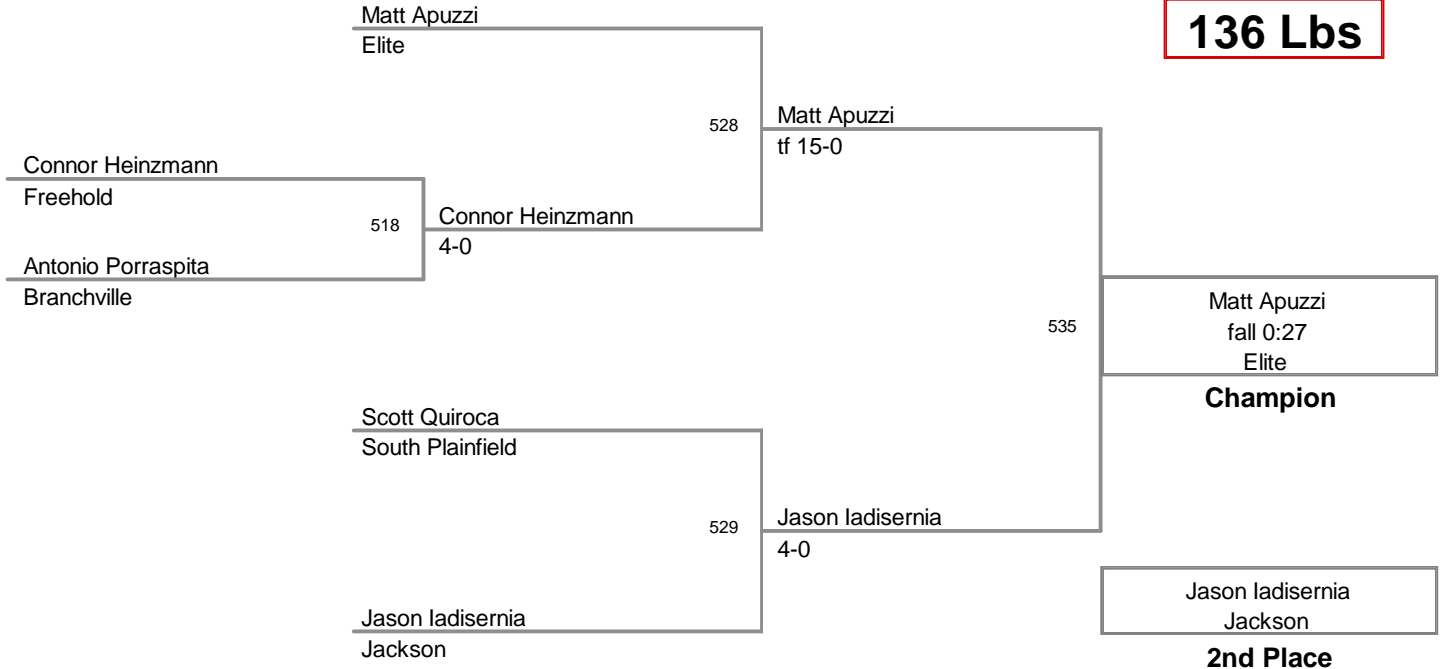 Matt Apuzzi
Elite
136 Lbs
528
Matt Apuzzi
tf 15-0
Connor Heinzmann
Freehold
518
Connor Heinzmann
4-0
Antonio Porraspita
Branchville
535
Matt Apuzzi
fall 0:27
Elite
Champion
Scott Quiroca
South Plainfield
529
Jason Iadisernia
4-0
Jason Iadisernia
Jackson
Jason Iadisernia
Jackson
2nd Place